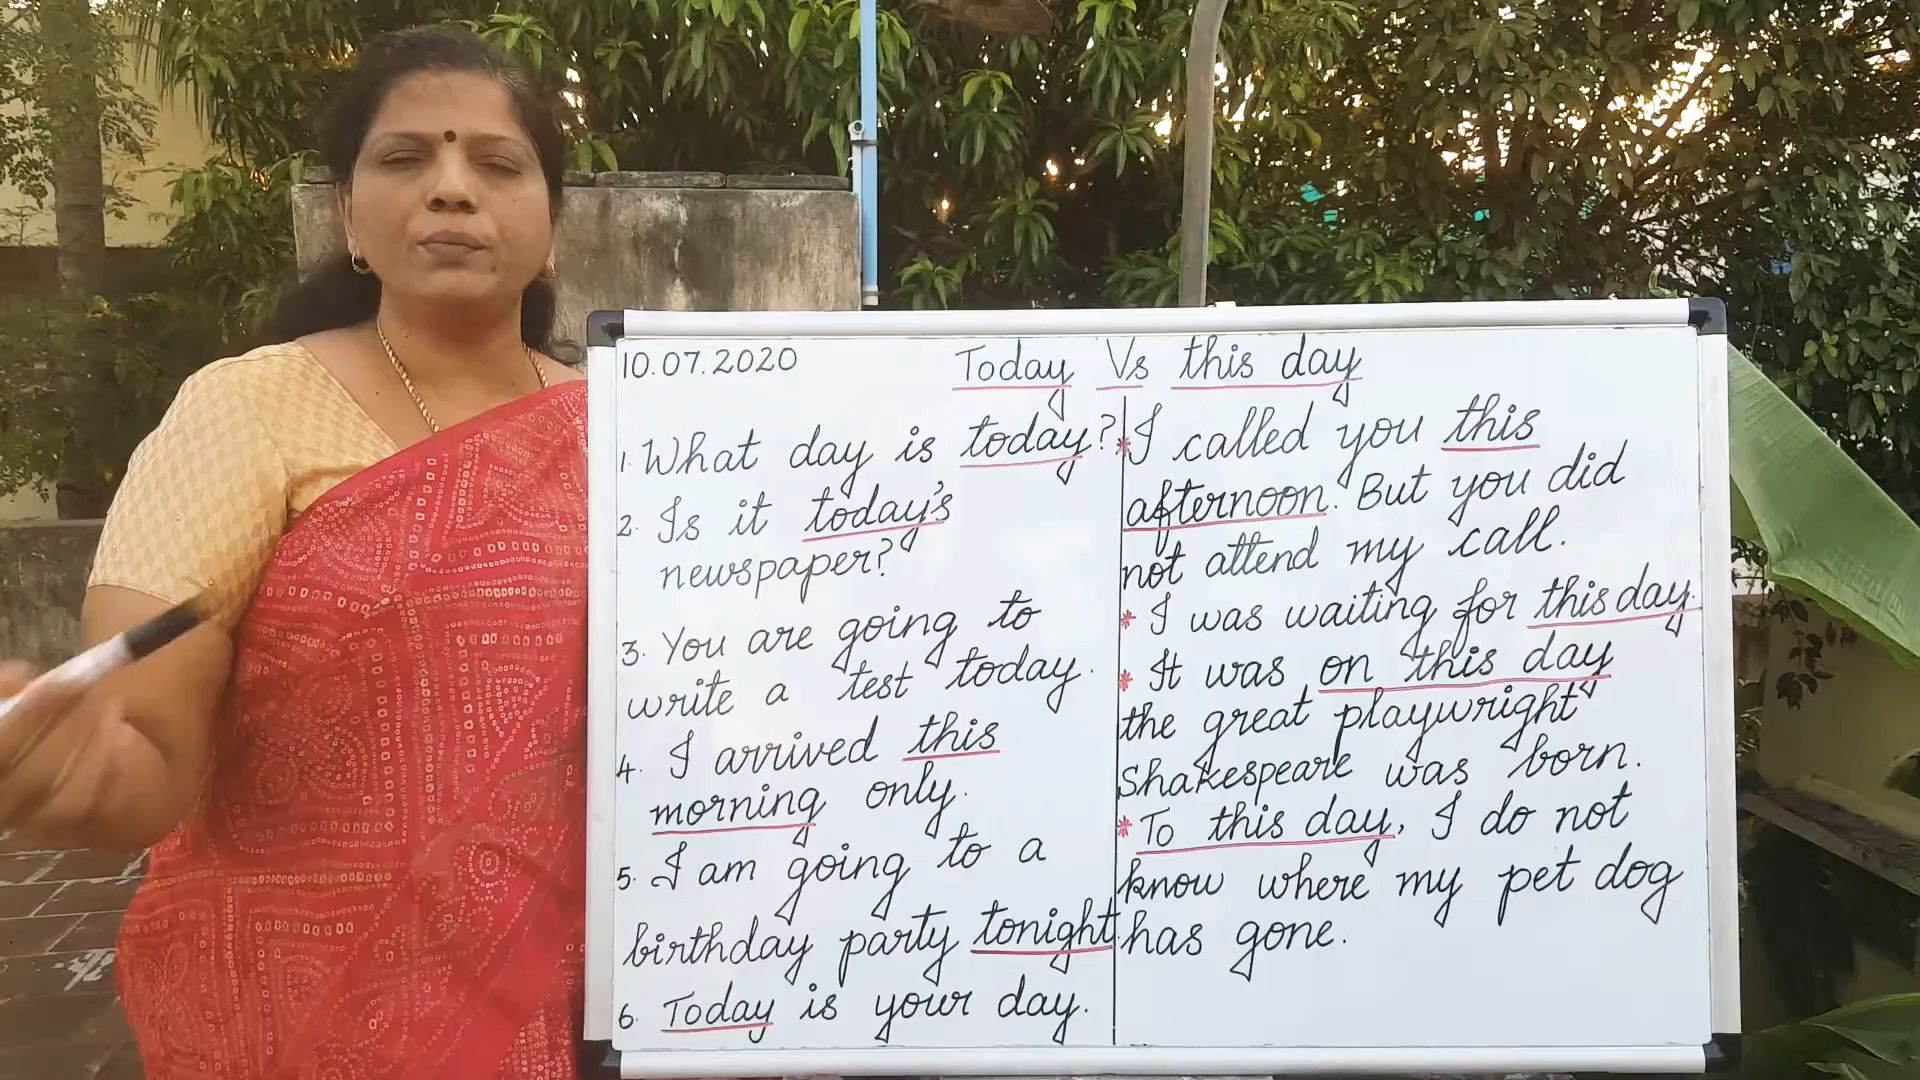 10.07.2020
Today Vs this day
1. What day is today?
2. Is it today's
newspaper?
3. You are going to
write a test today.
4. I arrived this
morning only.
5. I am going to a
birthday party tonight.
6. Today is your day.
* I called you this
afternoon. But you did
not attend my call.
* I was waiting for this day.
* It was on this day
the great playwright
Shakespeare was born.
* To this day, I do not
know where my pet dog
has gone.